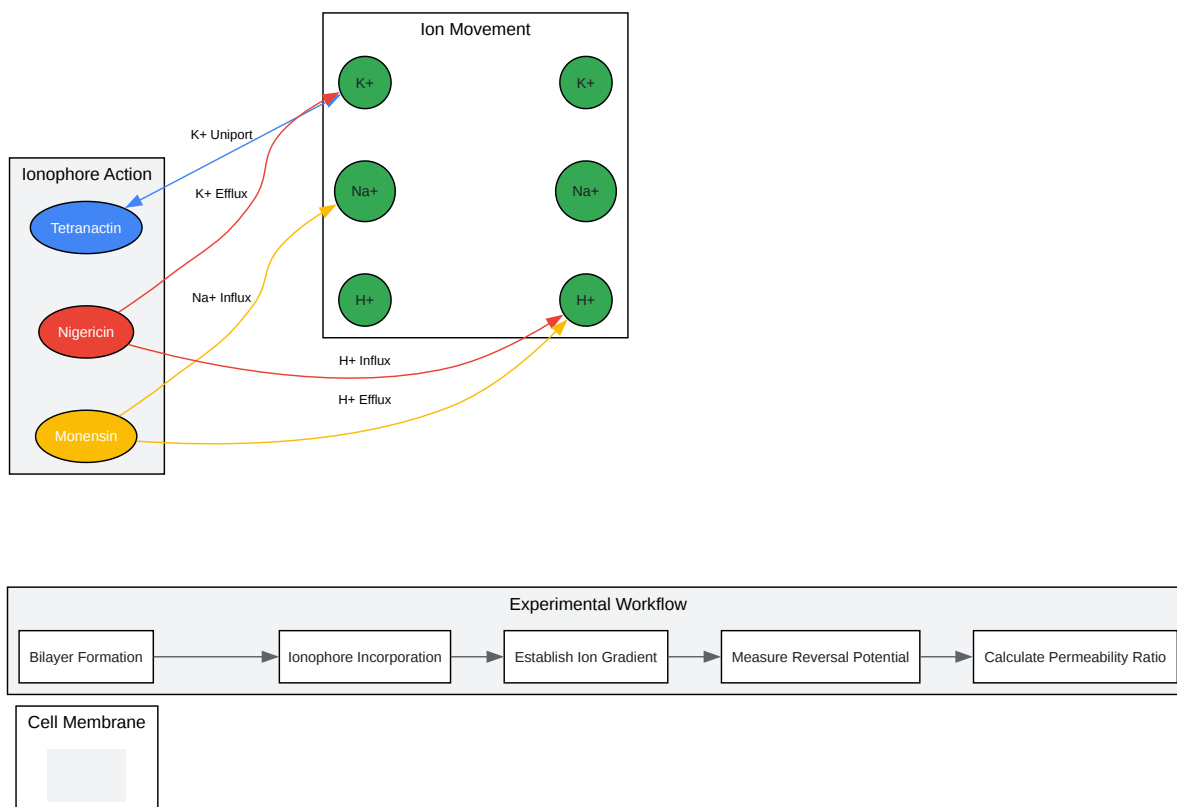 Ion Movement
K+
K+
K+ Uniport
Ionophore Action
Na+
Na+
K+ Efflux
Tetranactin
Na+ Influx
H+
H+
Nigericin
H+ Influx
H+ Efflux
Monensin
Experimental Workflow
Bilayer Formation
Ionophore Incorporation
Establish Ion Gradient
Measure Reversal Potential
Calculate Permeability Ratio
Cell Membrane